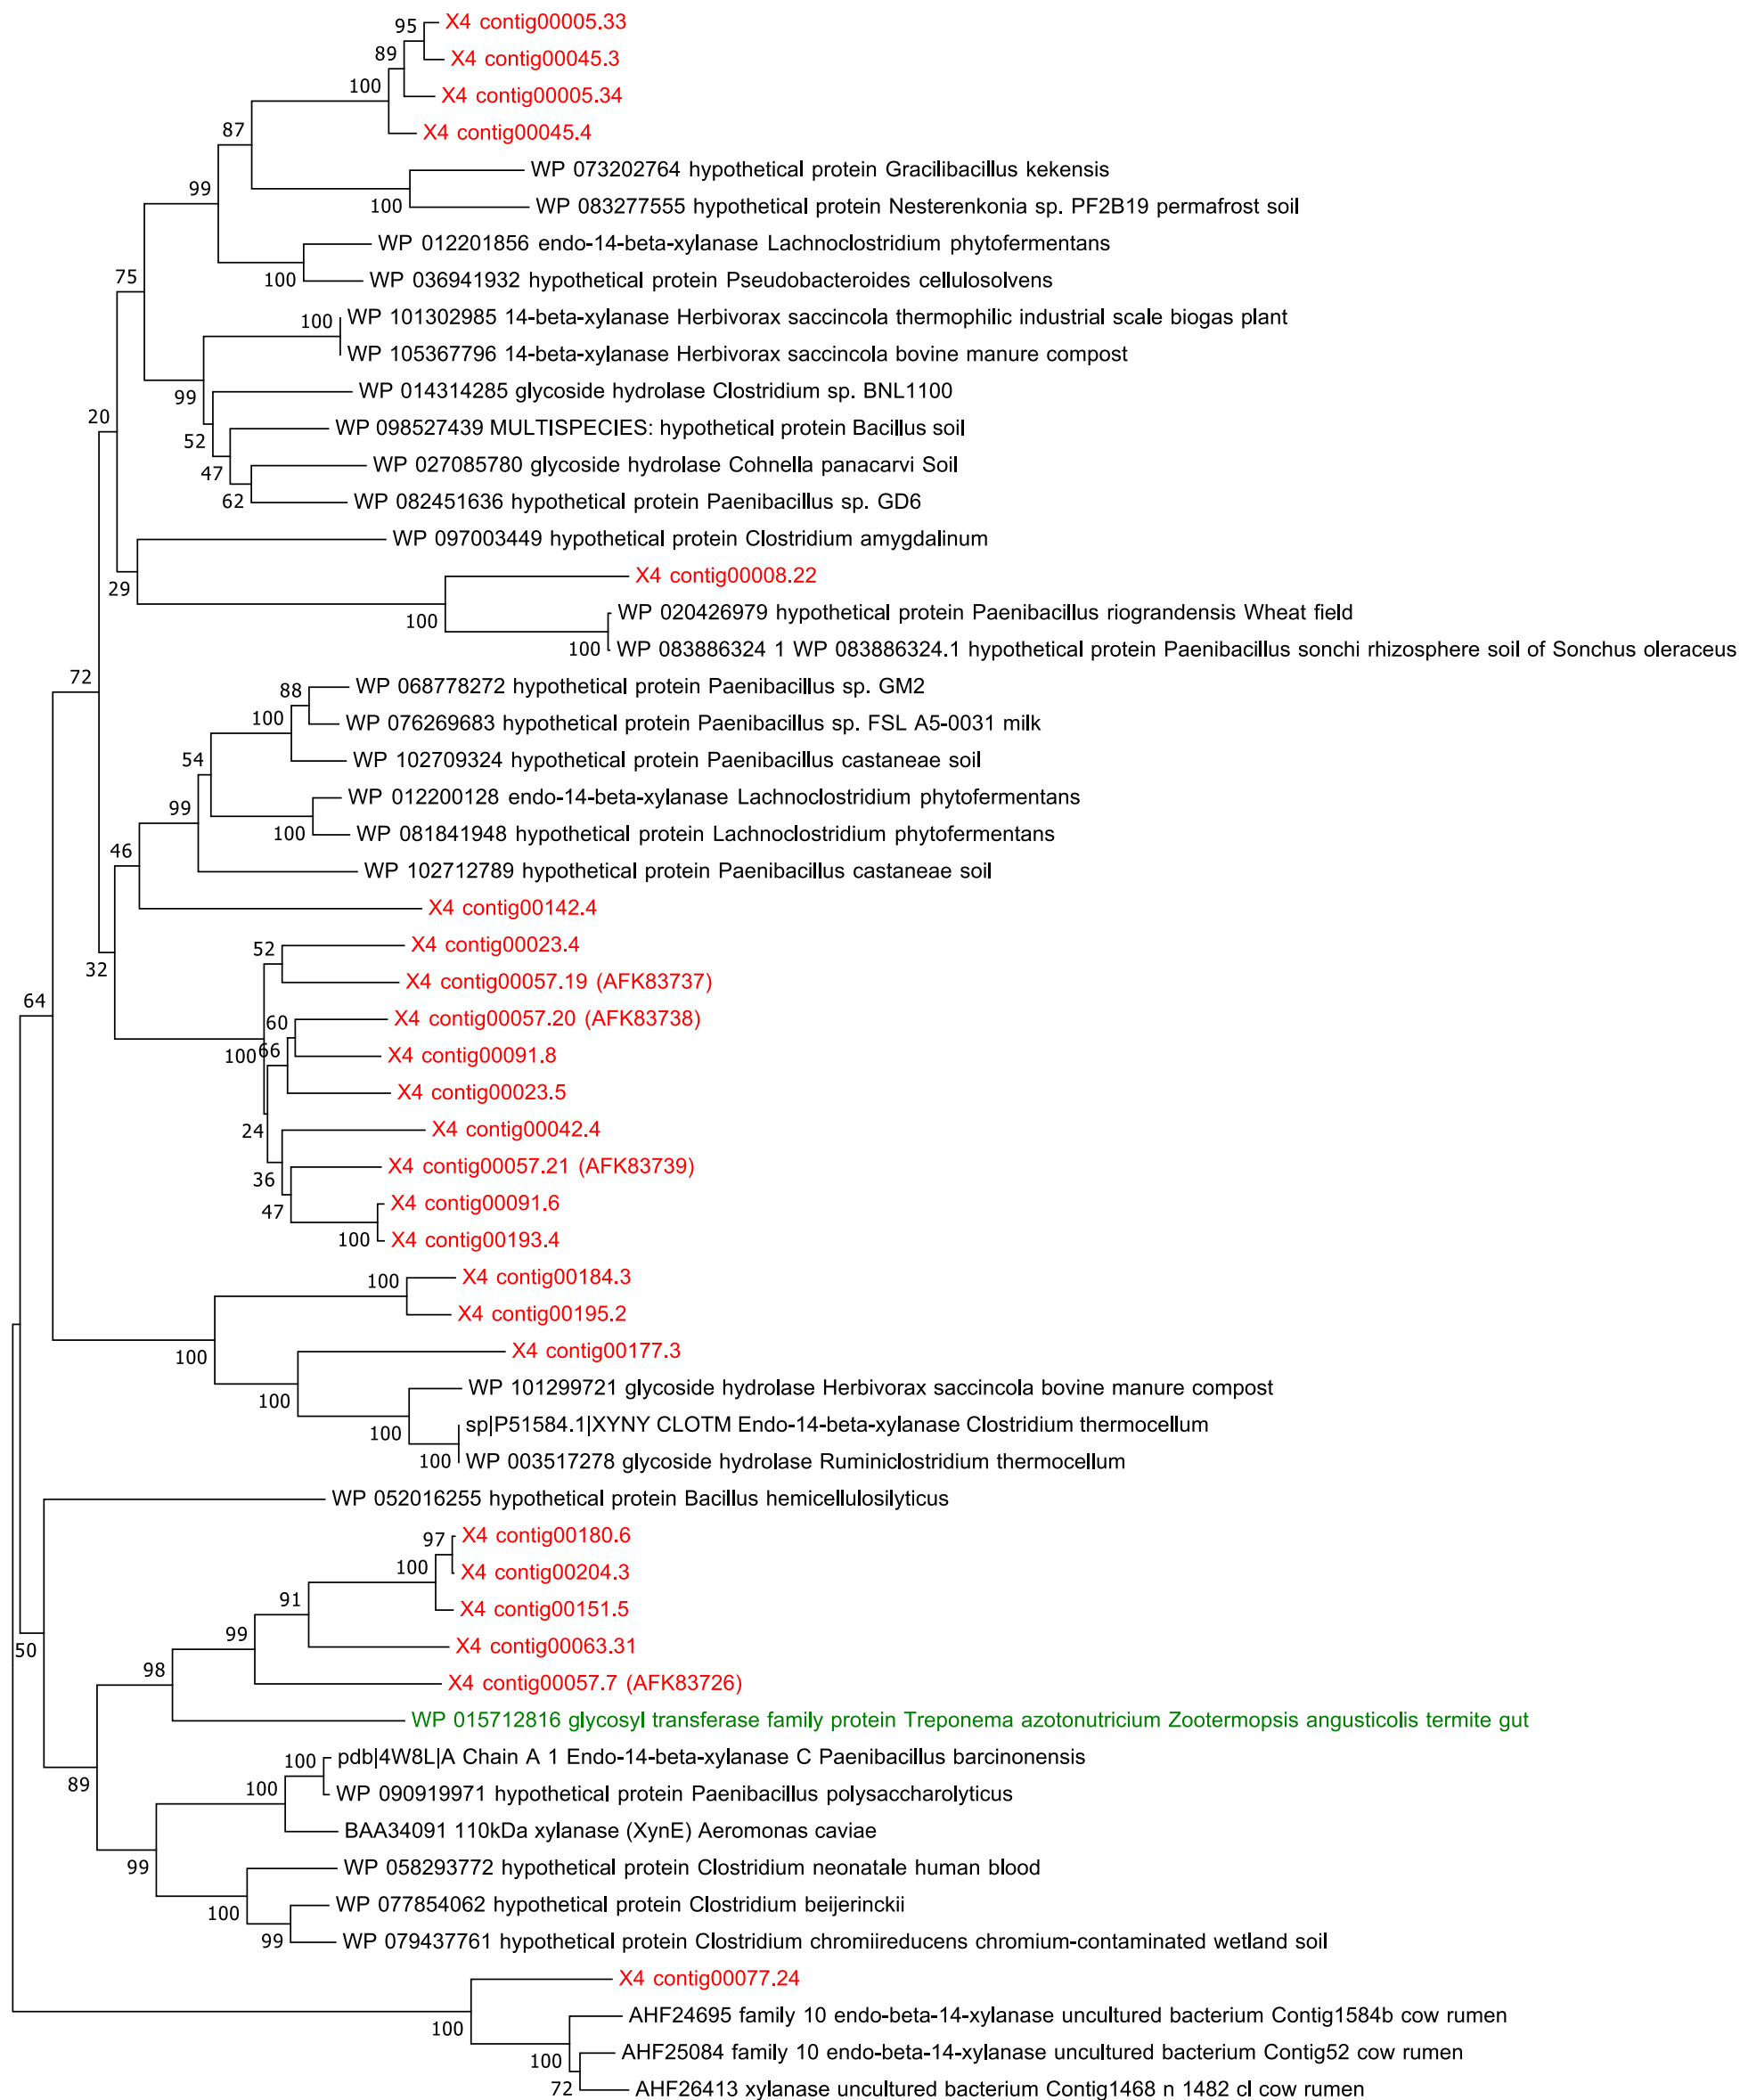 95
X4 contig00005.33
89
X4 contig00045.3
100
X4 contig00005.34
87
X4 contig00045.4
99
WP 073202764 hypothetical protein Gracilibacillus kekensis
100
WP 083277555 hypothetical protein Nesterenkonia sp. PF2B19 permafrost soil
WP 012201856 endo-14-beta-xylanase Lachnoclostridium phytofermentans
75
100
WP 036941932 hypothetical protein Pseudobacteroides cellulosolvens
100
WP 101302985 14-beta-xylanase Herbivorax saccincola thermophilic industrial scale biogas plant
WP 105367796 14-beta-xylanase Herbivorax saccincola bovine manure compost
99
WP 014314285 glycoside hydrolase Clostridium sp. BNL1100
20
52
WP 098527439 MULTISPECIES: hypothetical protein Bacillus soil
47
WP 027085780 glycoside hydrolase Cohnella panacarvi Soil
62
WP 082451636 hypothetical protein Paenibacillus sp. GD6
WP 097003449 hypothetical protein Clostridium amygdalinum
29
X4 contig00008.22
100
WP 020426979 hypothetical protein Paenibacillus riograndensis Wheat field
100
WP 083886324 1 WP 083886324.1 hypothetical protein Paenibacillus sonchi rhizosphere soil of Sonchus oleraceus
72
88
WP 068778272 hypothetical protein Paenibacillus sp. GM2
100
WP 076269683 hypothetical protein Paenibacillus sp. FSL A5-0031 milk
54
WP 102709324 hypothetical protein Paenibacillus castaneae soil
99
WP 012200128 endo-14-beta-xylanase Lachnoclostridium phytofermentans
100
WP 081841948 hypothetical protein Lachnoclostridium phytofermentans
46
WP 102712789 hypothetical protein Paenibacillus castaneae soil
X4 contig00142.4
32
52
X4 contig00023.4
X4 contig00057.19 (AFK83737)
64
60
X4 contig00057.20 (AFK83738)
100
66
X4 contig00091.8
X4 contig00023.5
24
X4 contig00042.4
36
X4 contig00057.21 (AFK83739)
47
X4 contig00091.6
100
X4 contig00193.4
100
X4 contig00184.3
X4 contig00195.2
100
X4 contig00177.3
100
WP 101299721 glycoside hydrolase Herbivorax saccincola bovine manure compost
100
sp|P51584.1|XYNY CLOTM Endo-14-beta-xylanase Clostridium thermocellum
100
WP 003517278 glycoside hydrolase Ruminiclostridium thermocellum
WP 052016255 hypothetical protein Bacillus hemicellulosilyticus
97
X4 contig00180.6
100
X4 contig00204.3
91
X4 contig00151.5
99
X4 contig00063.31
50
98
X4 contig00057.7 (AFK83726)
WP 015712816 glycosyl transferase family protein Treponema azotonutricium Zootermopsis angusticolis termite gut
89
100
pdb|4W8L|A Chain A 1 Endo-14-beta-xylanase C Paenibacillus barcinonensis
100
WP 090919971 hypothetical protein Paenibacillus polysaccharolyticus
BAA34091 110kDa xylanase (XynE) Aeromonas caviae
99
WP 058293772 hypothetical protein Clostridium neonatale human blood
100
WP 077854062 hypothetical protein Clostridium beijerinckii
99
WP 079437761 hypothetical protein Clostridium chromiireducens chromium-contaminated wetland soil
X4 contig00077.24
100
AHF24695 family 10 endo-beta-14-xylanase uncultured bacterium Contig1584b cow rumen
100
AHF25084 family 10 endo-beta-14-xylanase uncultured bacterium Contig52 cow rumen
72
AHF26413 xylanase uncultured bacterium Contig1468 n 1482 cl cow rumen